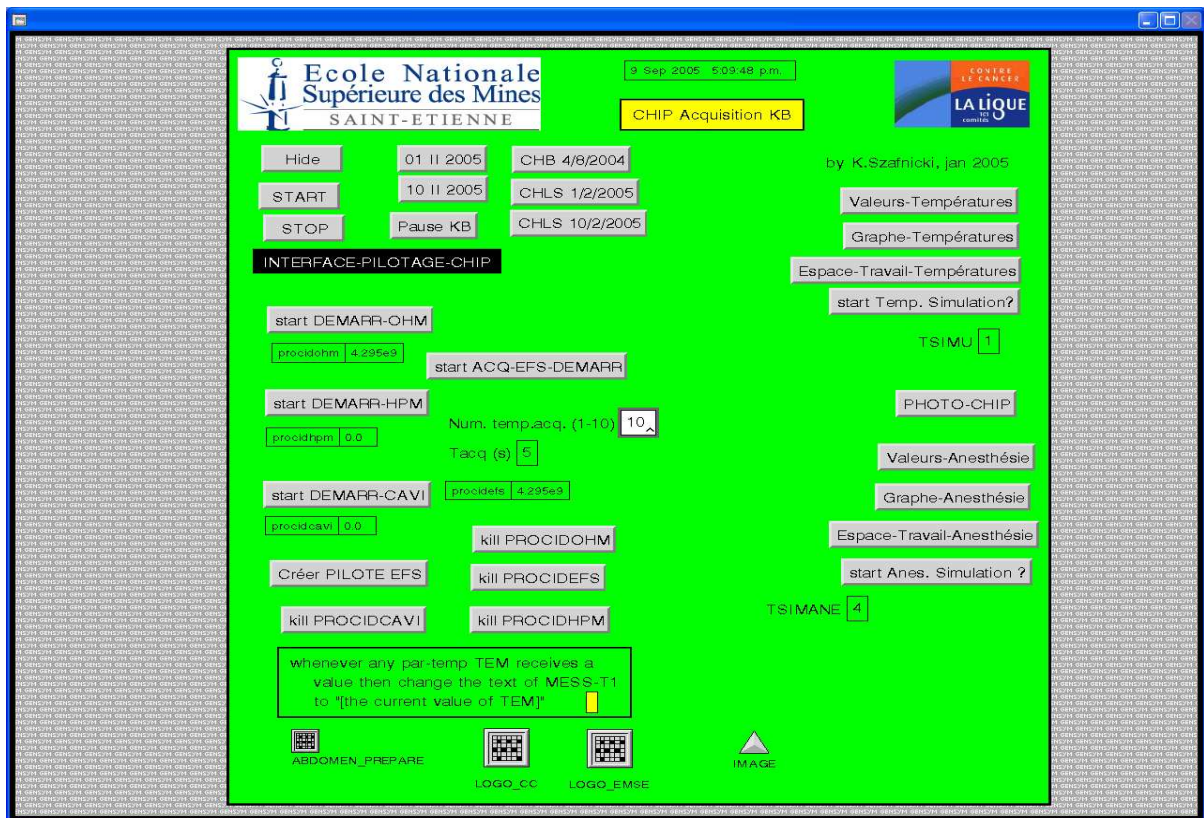 Ecole Nationale
Supérieure des Mines
SAINT-ETIENNE
9 Sep 2005 5:09:48 p.m.
CHIP Acquisition KB
CONTRE
LE CANCER
LA LIGUE
comités
by K.Szafnicki, jan 2005
Hide
01 II 2005
CHB 4/8/2004
START
10 II 2005
CHLS 1/2/2005
STOP
Pause KB
CHLS 10/2/2005
INTERFACE-PILOTAGE-CHIP
Valeurs-Températures
Graphe-Températures
Espace-Travail-Températures
start Temp. Simulation?
TSIMU 1
start DEMARR-OHM
procidohm 4.295e9
start ACQ-EFS-DEMARR
start DEMARR-HPM
Num. temp.acq. (1-10) 10
procidhpm 0.0
Tacq (s) 5
PHOTO-CHIP
Valeurs-Anesthésie
start DEMARR-CAVI
procidefs 4.295e9
Graphe-Anesthésie
procidcavi 0.0
kill PROCIDOHM
Espace-Travail-Anesthésie
Créer PILOTE EFS
kill PROCIDEFS
start Anes. Simulation ?
TSIMANE 4
kill PROCIDCAVI
kill PROCIDHPM
whenever any par-temp TEM receives a
value then change the text of MESS-T1
to "[the current value of TEM]"
ABDOMEN_PREPARE
LOGO_CC
LOGO_EMSE
IMAGE